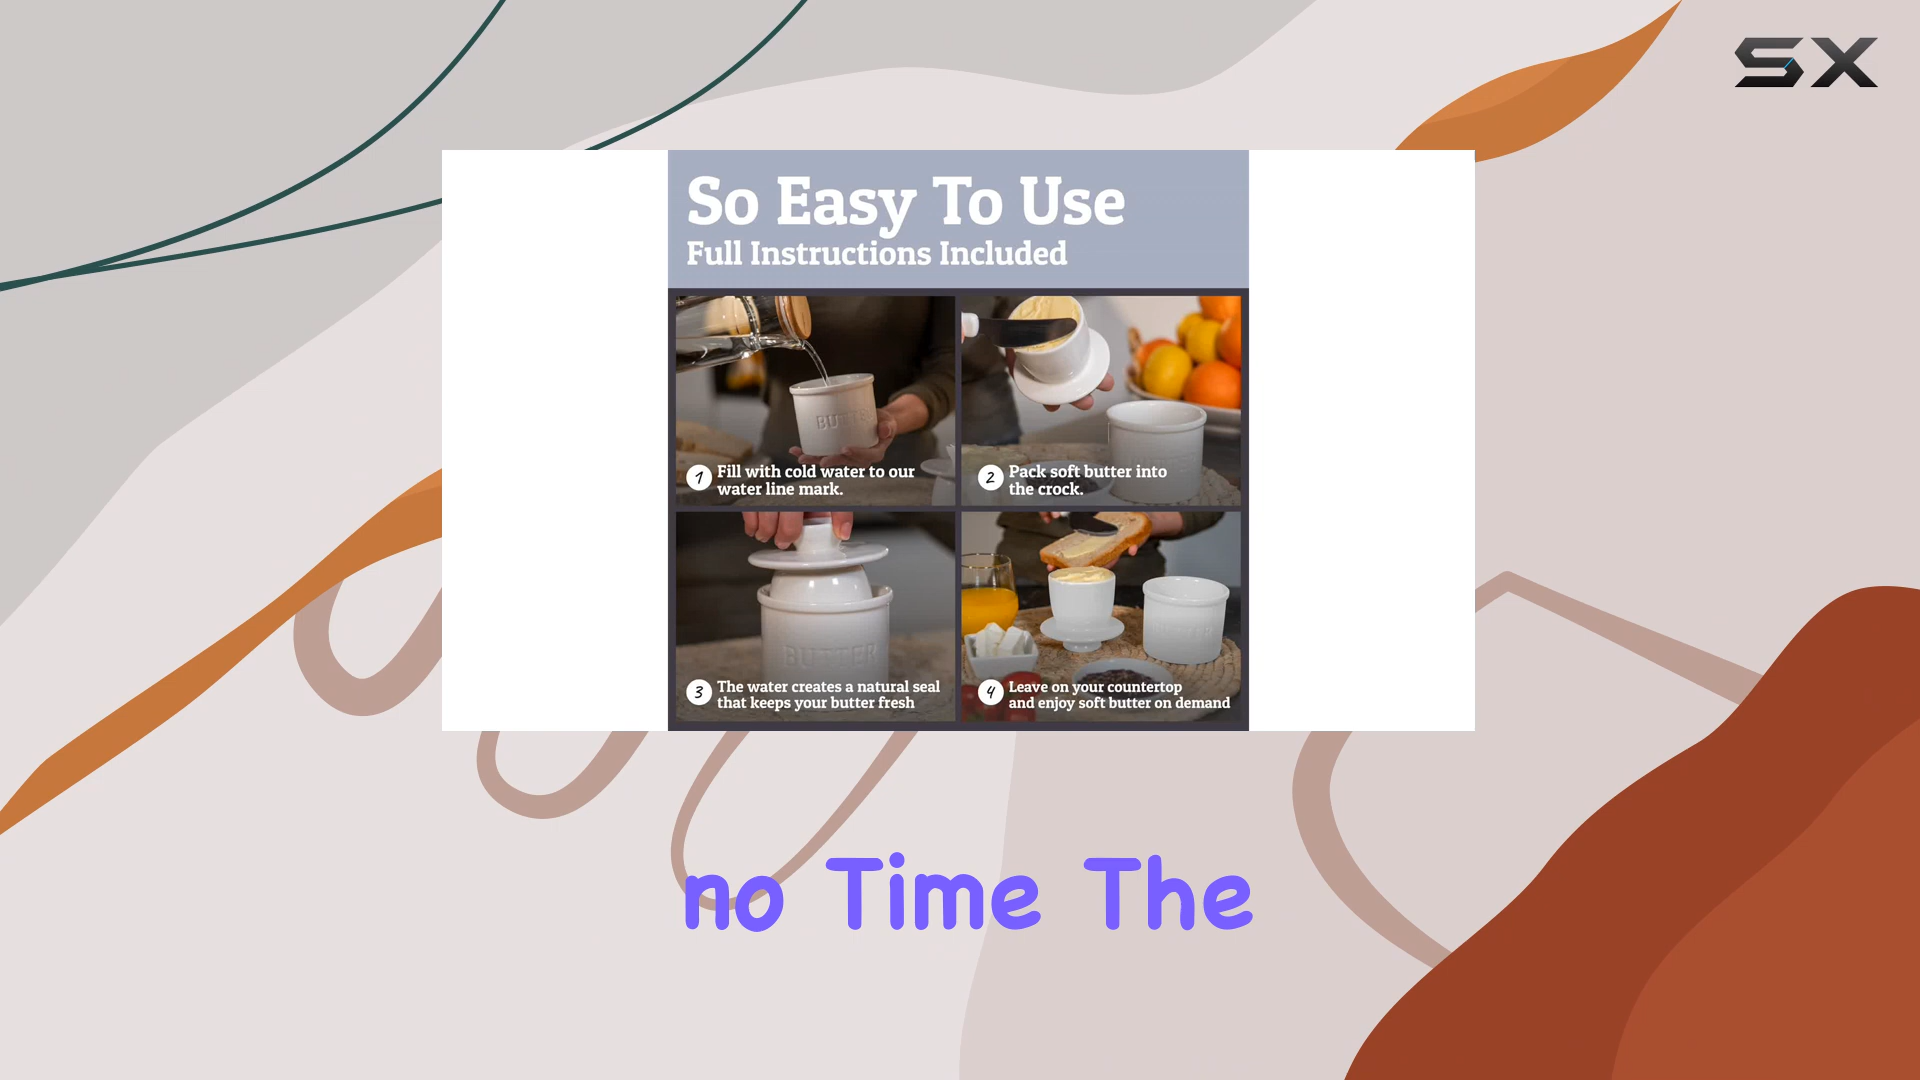 SX
So Easy To Use
Full Instructions Included
BUTTER
1 Fill with cold water to our
water line mark.
2 Pack soft butter into
the crock.
BUTTER
3 The water creates a natural seal
that keeps your butter fresh
4 Leave on your countertop
and enjoy soft butter on demand
no Time The